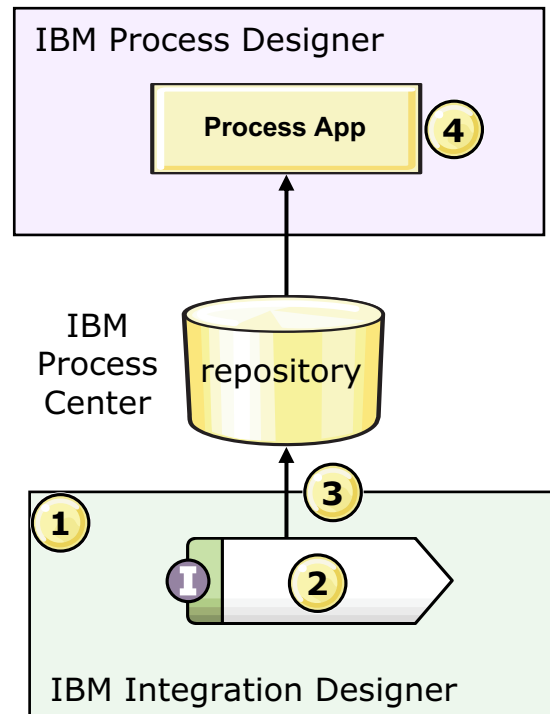 IBM Process Designer
Process App
4
IBM
Process
Center
repository
3
1
I
2
IBM Integration Designer